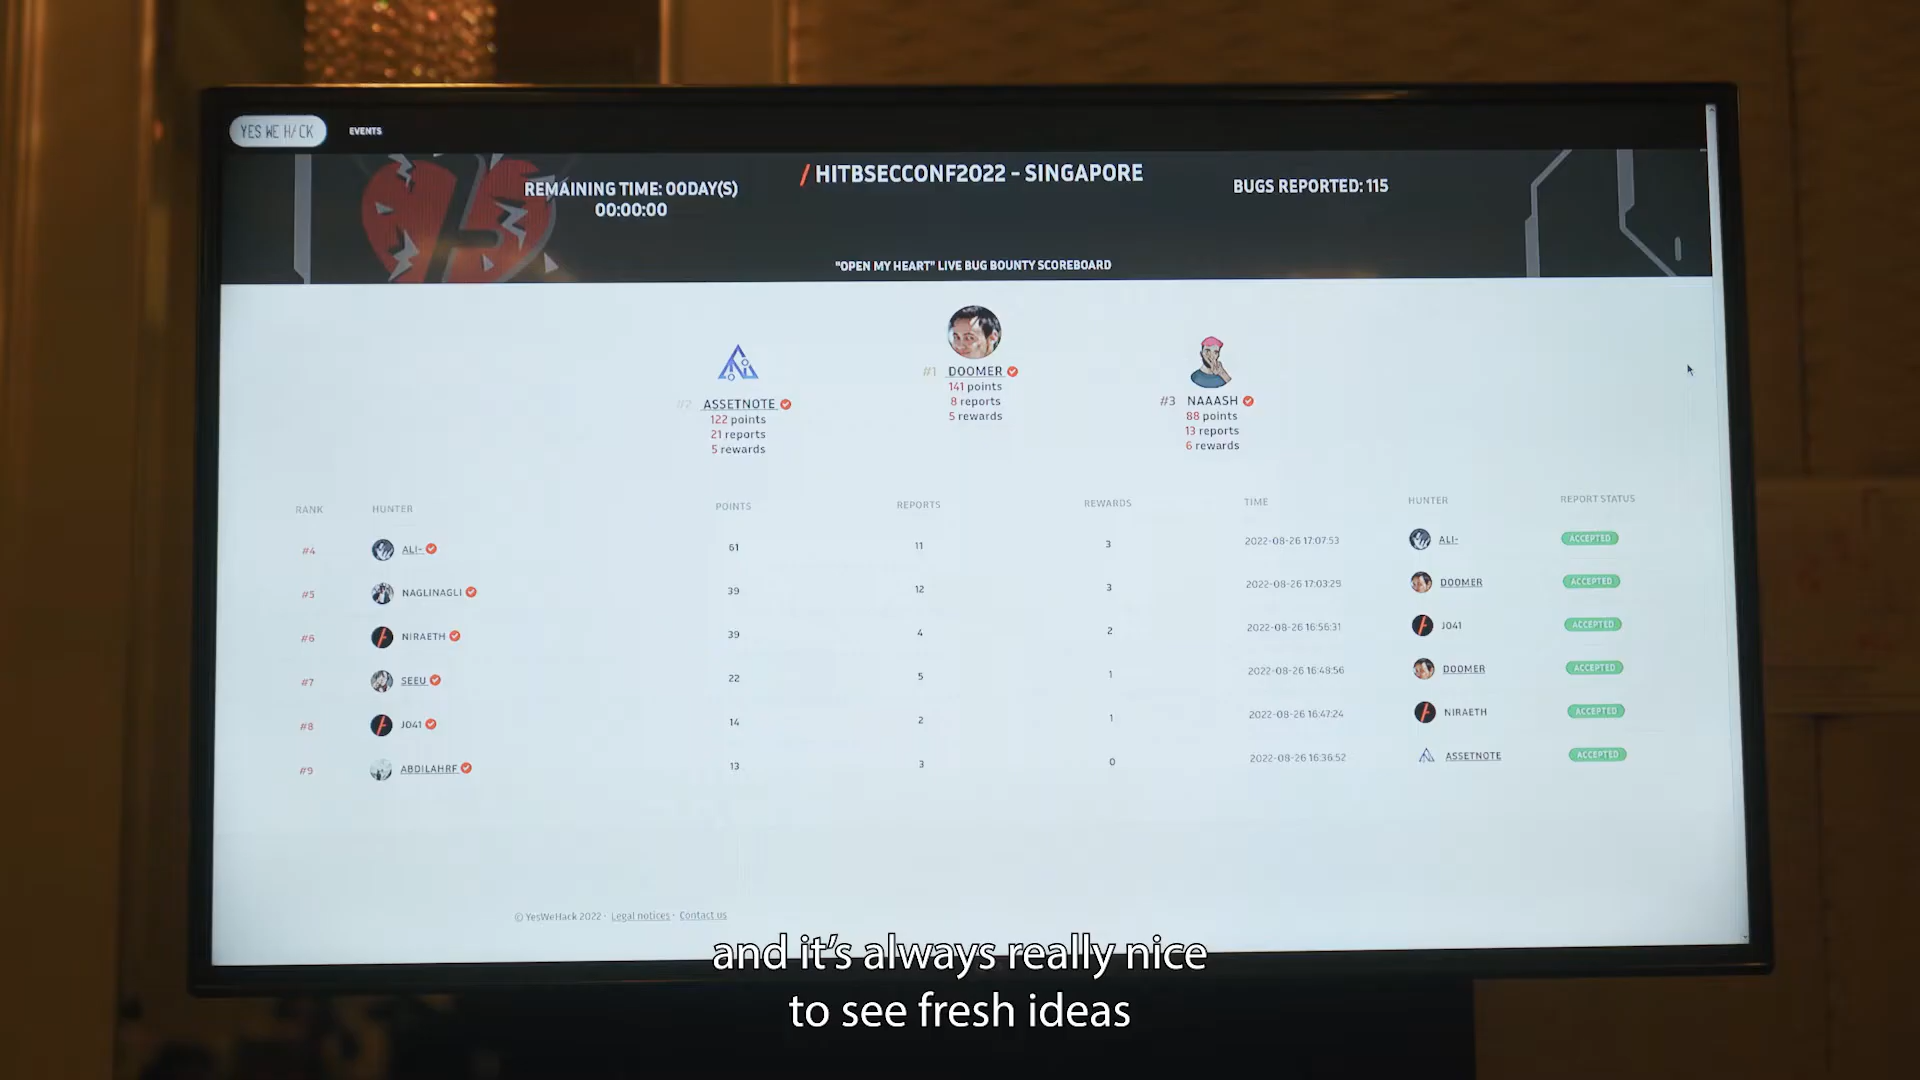 YES WE H/CK EVENTS
/ HITBSECCONF2022 - SINGAPORE
REMAINING TIME: 00DAY(S)
00:00:00
BUGS REPORTED: 115
"OPEN MY HEART" LIVE BUG BOUNTY SCOREBOARD
#1 DOOMER
141 points
8 reports
5 rewards
#2 ASSETNOTE
122 points
21 reports
5 rewards
#3 NAAASH
88 points
13 reports
6 rewards
RANK HUNTER POINTS REPORTS REWARDS TIME HUNTER REPORT STATUS
#4 ALI- 61 11 3 2022-08-26 17:07:53 ALI- ACCEPTED
#5 NAGLINAGLI 39 12 3 2022-08-26 17:03:29 DOOMER ACCEPTED
#6 NIRAETH 39 4 2 2022-08-26 16:56:31 JO41 ACCEPTED
#7 SEEU 22 5 1 2022-08-26 16:48:56 DOOMER ACCEPTED
#8 JO41 14 2 1 2022-08-26 16:47:24 NIRAETH ACCEPTED
#9 ABDILAHRF 13 3 0 2022-08-26 16:36:52 ASSETNOTE ACCEPTED
© YesWeHack 2022 · Legal notices · Contact us
and it's always really nice
to see fresh ideas